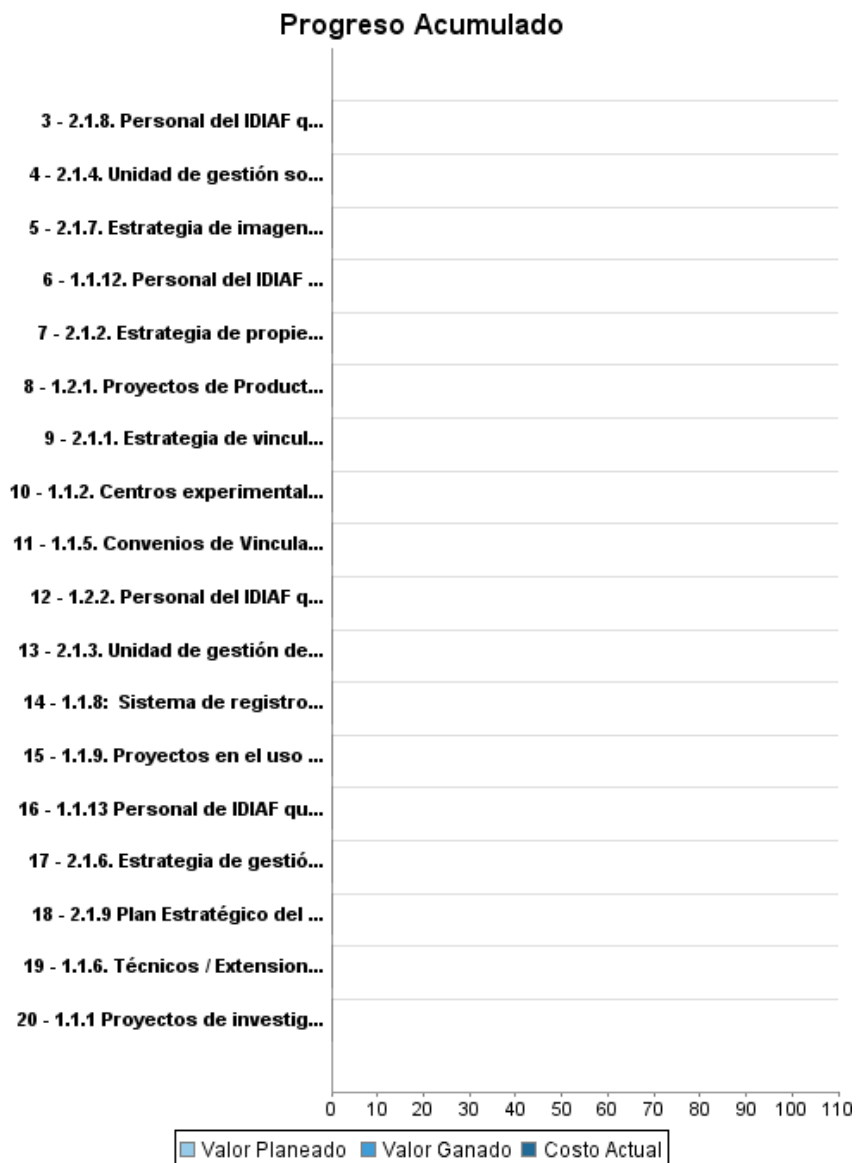 Progreso Acumulado
3 - 2.1.8. Personal del IDIAF q...
4 - 2.1.4. Unidad de gestión so...
5 - 2.1.7. Estrategia de imagen...
6 - 1.1.12. Personal del IDIAF ...
7 - 2.1.2. Estrategia de propie...
8 - 1.2.1. Proyectos de Product...
9 - 2.1.1. Estrategia de vincul...
10 - 1.1.2. Centros experimental...
11 - 1.1.5. Convenios de Vincula...
12 - 1.2.2. Personal del IDIAF q...
13 - 2.1.3. Unidad de gestión de...
14 - 1.1.8:  Sistema de registro...
15 - 1.1.9. Proyectos en el uso ...
16 - 1.1.13 Personal de IDIAF qu...
17 - 2.1.6. Estrategia de gestió...
18 - 2.1.9 Plan Estratégico del ...
19 - 1.1.6. Técnicos / Extension...
20 - 1.1.1 Proyectos de investig...
0 10 20 30 40 50 60 70 80 90 100 110
Valor Planeado Valor Ganado Costo Actual